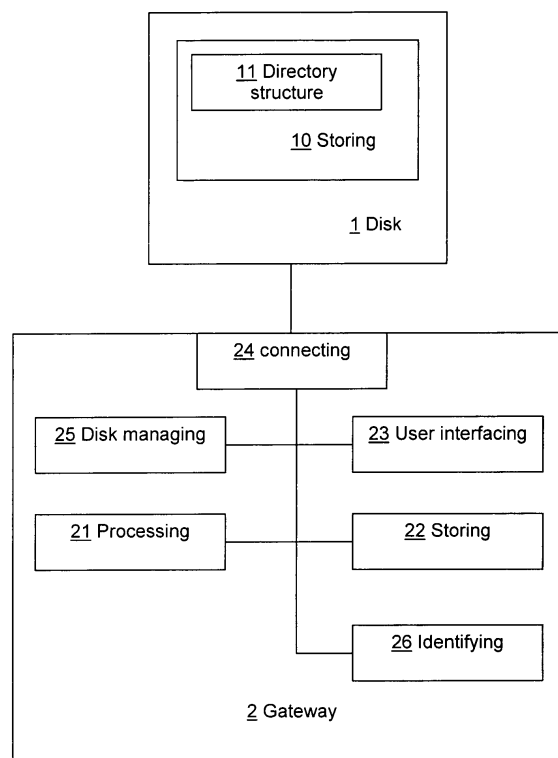 11 Directory
structure
10 Storing
1 Disk
24 connecting
25 Disk managing
23 User interfacing
21 Processing
22 Storing
26 Identifying
2 Gateway